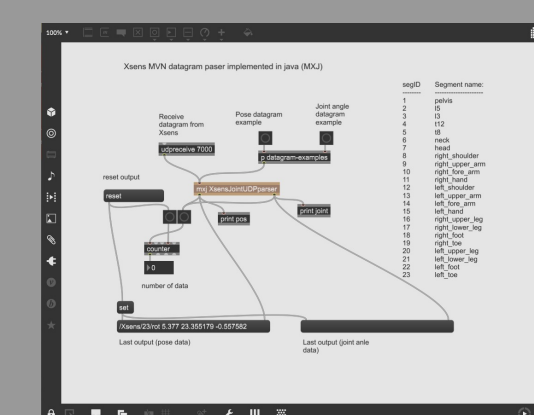 100%
Xsens MVN datagram paser implemented in java (MXJ)
Receive
datagram from
Xsens
Pose datagram
example
Joint angle
datagram
example
udpreceive 7000
p datagram-examples
reset output
reset
mxj XsensJointUDPparser
print pos
print joint
counter
0
number of data
set
/Xsens/23/rot 5.377 23.355179 -0.557582
Last output (pose data)
Last output (joint anle
data)
segID Segment name:
---------- ----------------------
1 pelvis
2 l5
3 l3
4 t12
5 t8
6 neck
7 head
8 right_shoulder
9 right_upper_arm
10 right_fore_arm
11 right_hand
12 left_shoulder
13 left_upper_arm
14 left_fore_arm
15 left_hand
16 right_upper_leg
17 right_lower_leg
18 right_foot
19 right_toe
20 left_upper_leg
21 left_lower_leg
22 left_foot
23 left_toe